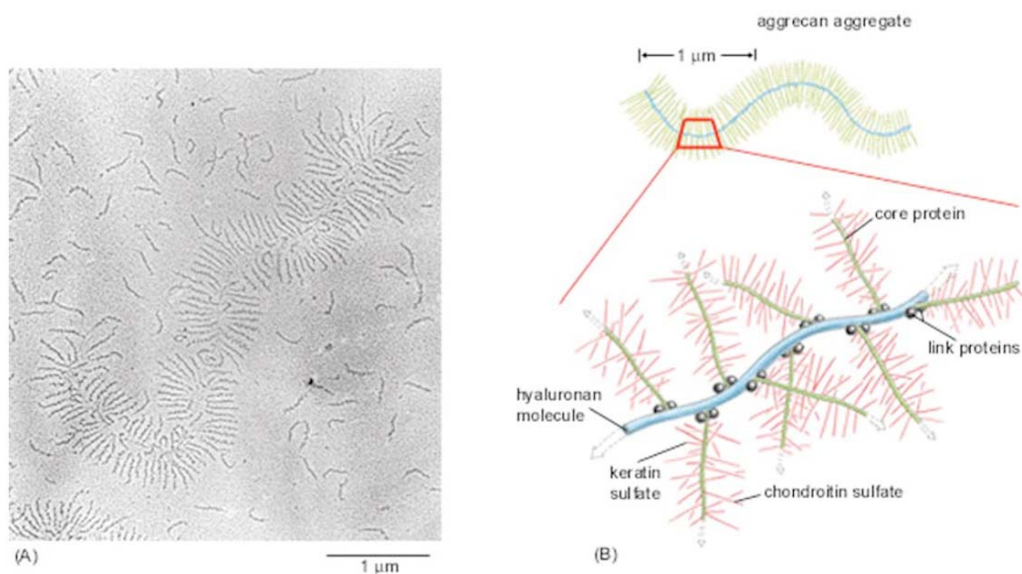 aggrecan aggregate
1 μm
core protein
link proteins
hyaluronan
molecule
keratin
sulfate
chondroitin sulfate
(A)
1 μm
(B)